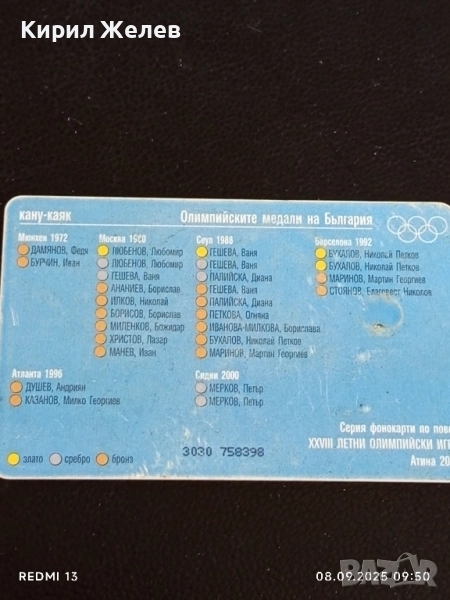 Кирил Желев
кану-каяк
Олимпийските медали на България
Мюнхен 1972
ДАМЯНОВ, Федя
БУРЧИН, Иван
Москва 1980
ЛЮБЕНОВ, Любомир
ЛЮБЕНОВ, Любомир
ГЕШЕВА, Ваня
АНАНИЕВ, Борислав
ИЛКОВ, Николай
БОРИСОВ, Борислав
МИЛЕНКОВ, Божидар
ХРИСТОВ, Лазар
МАНЕВ, Иван
Сеул 1988
ГЕШЕВА, Ваня
ГЕШЕВА, Ваня
ПАЛИЙСКА, Диана
ГЕШЕВА, Ваня
ПАЛИЙСКА, Диана
ПЕТКОВА, Огняна
ИВАНОВА-МИЛКОВА, Борислава
БУХАЛОВ, Николай Петков
МАРИНОВ, Мартин Георгиев
Барселона 1992
БУХАЛОВ, Николай Петков
БУХАЛОВ, Николай Петков
МАРИНОВ, Мартин Георгиев
СТОЯНОВ, Благовест Николов
Атланта 1996
ДУШЕВ, Андриян
КАЗАНОВ, Милко Георгиев
Сидни 2000
МЕРКОВ, Петър
МЕРКОВ, Петър
злато сребро бронз
3030 758398
Серия фонокарти по пово
XXVIII ЛЕТНИ ОЛИМПИЙСКИ ИГР
Атина 20
REDMI 13
08.09.2025 09:50
bazar